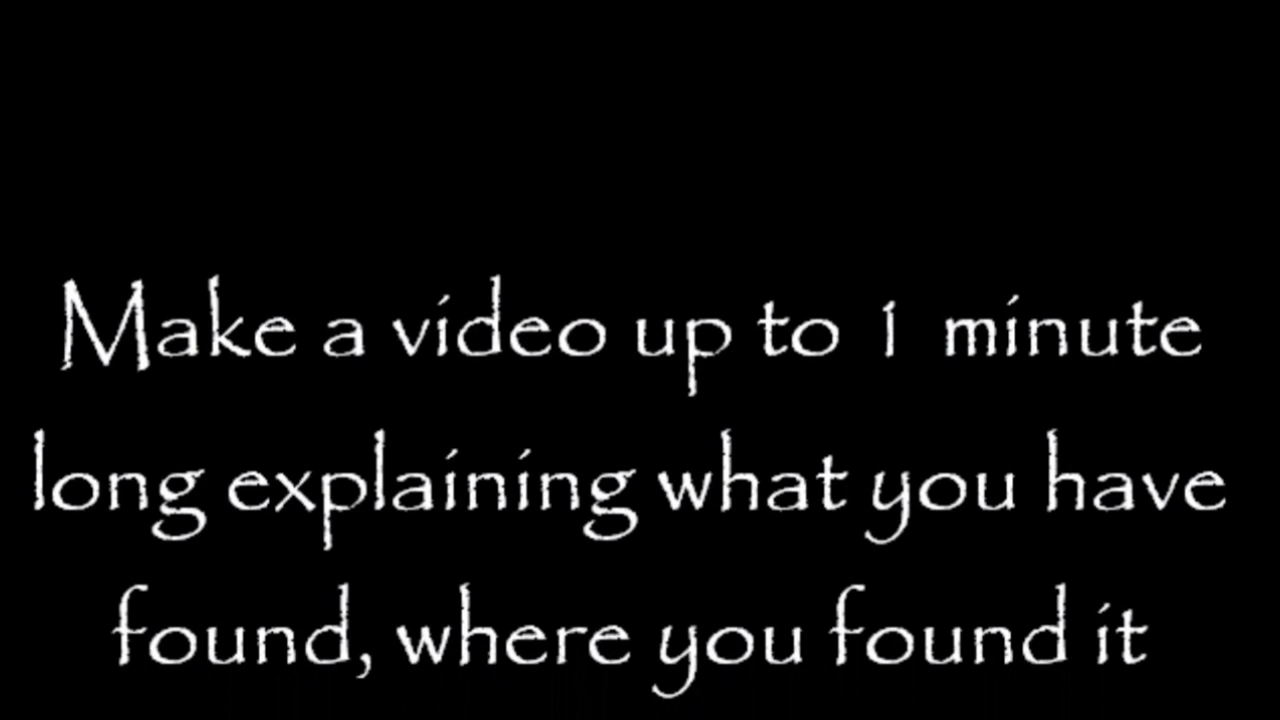 Make a video up to 1 minute
long explaining what you have
found, where you found it